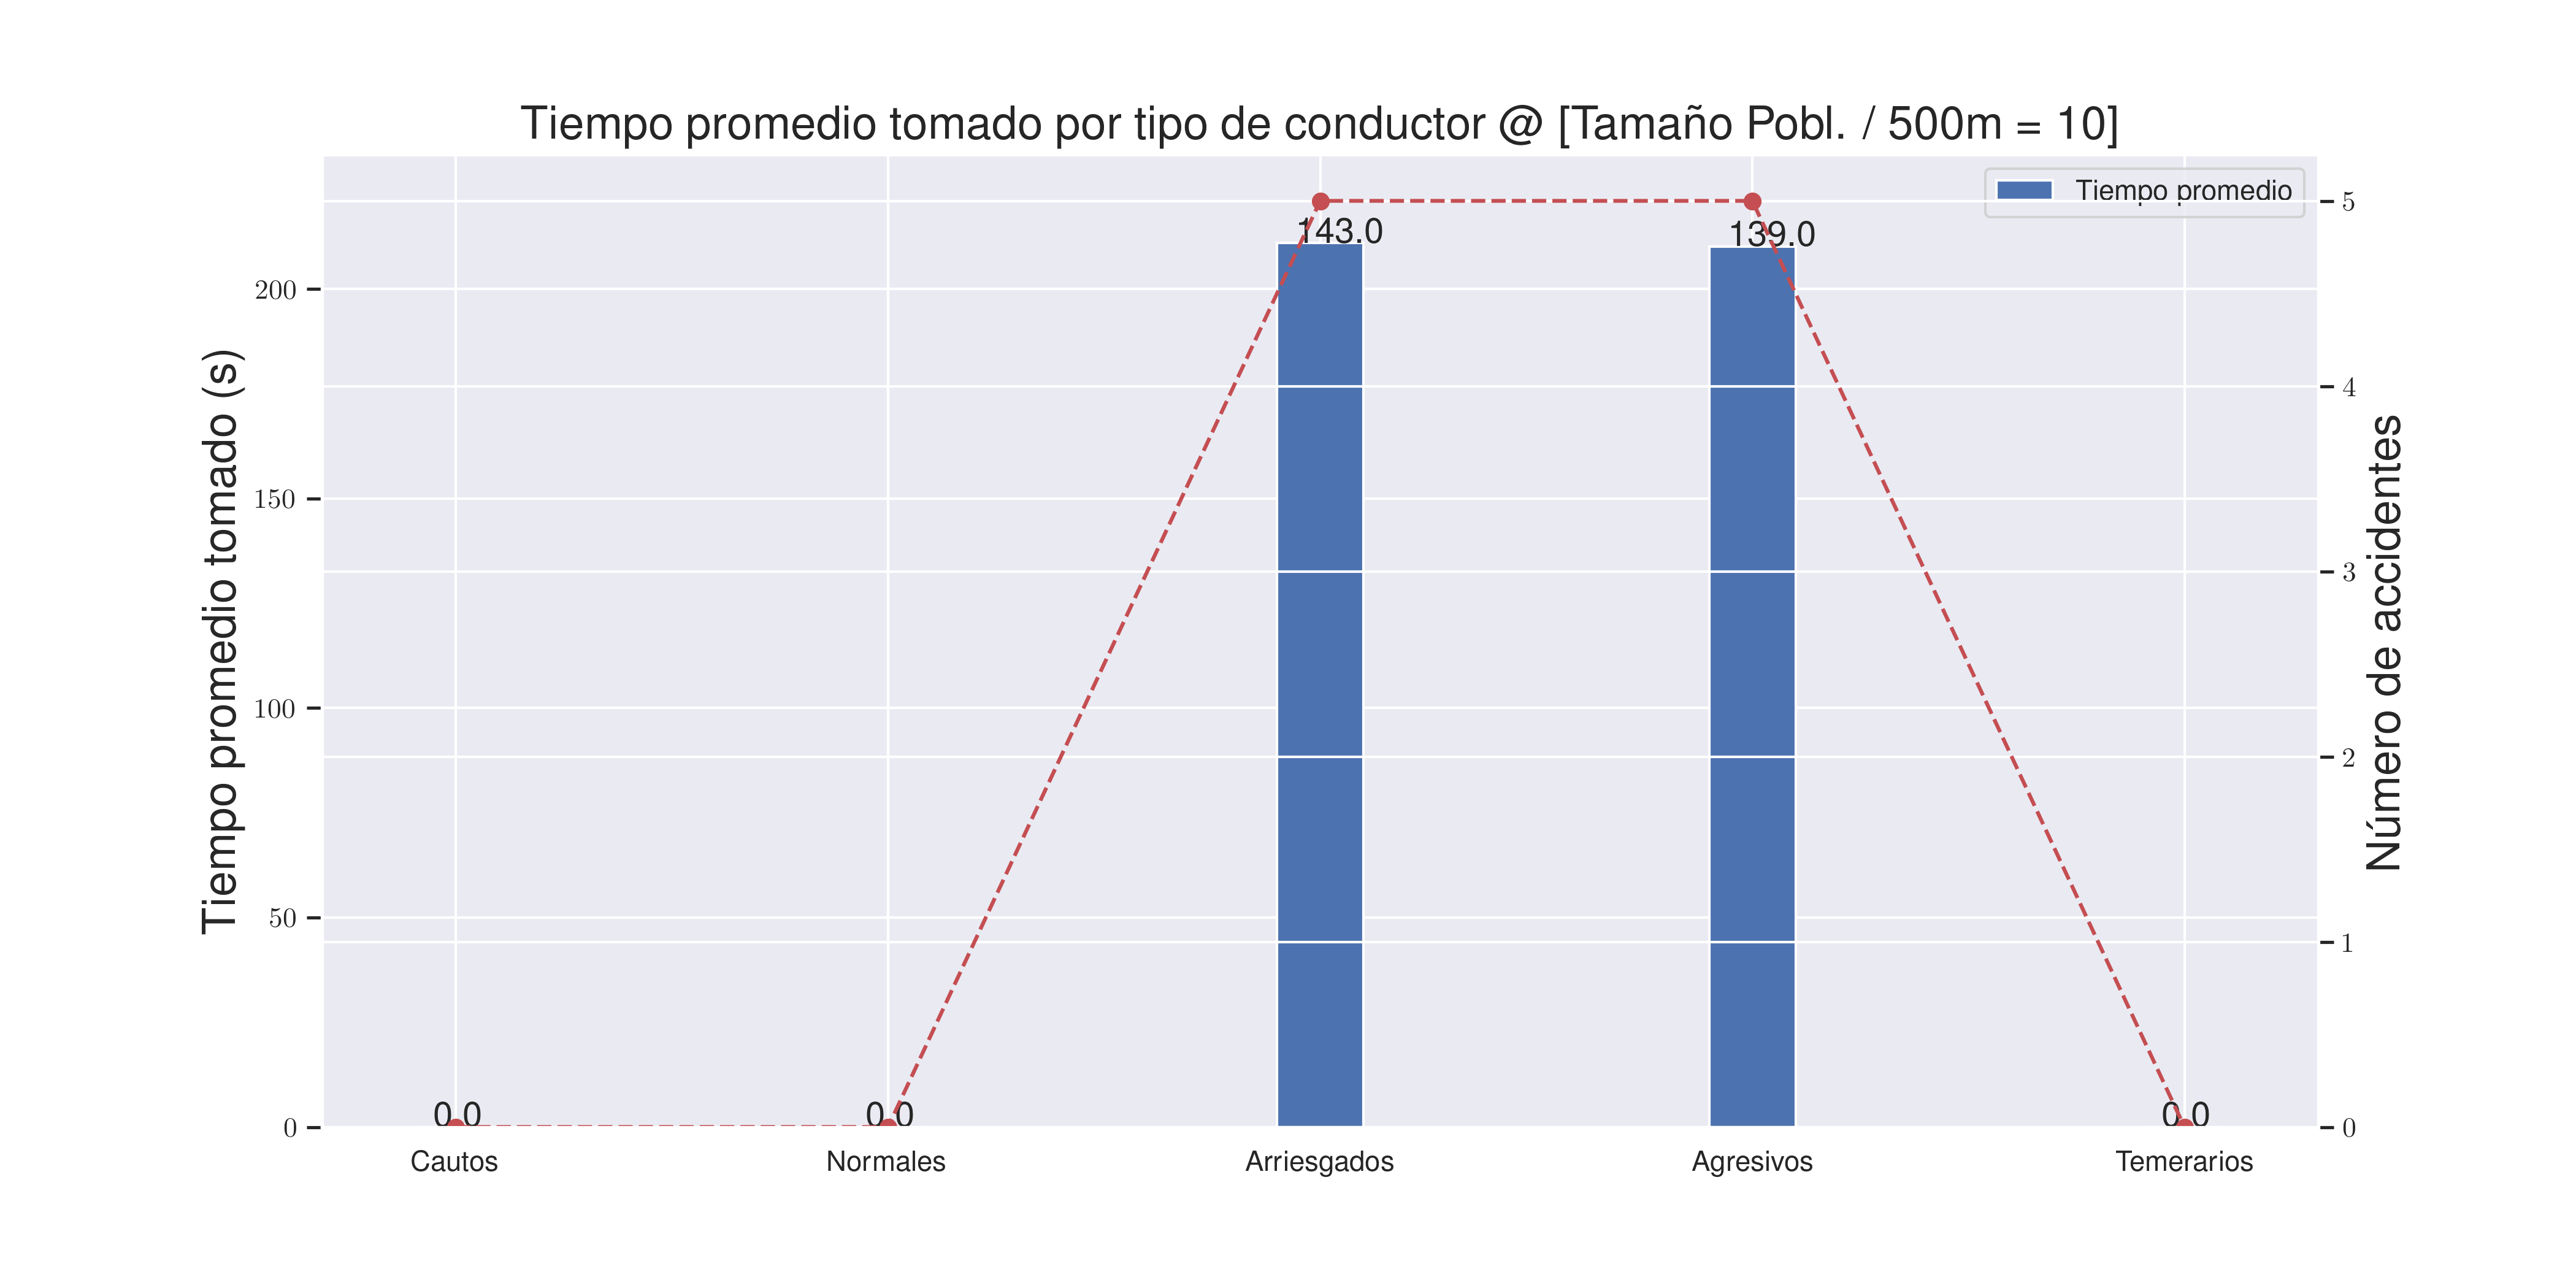 Tiempo promedio tomado por tipo de conductor @ [Tamaño Pobl. / 500m = 10]
Tiempo promedio
Tiempo promedio tomado (s)
200
150
100
50
0
5
4
3
2
1
0
Número de accidentes
143.0
139.0
0.0
0.0
0.0
Cautos
Normales
Arriesgados
Agresivos
Temerarios